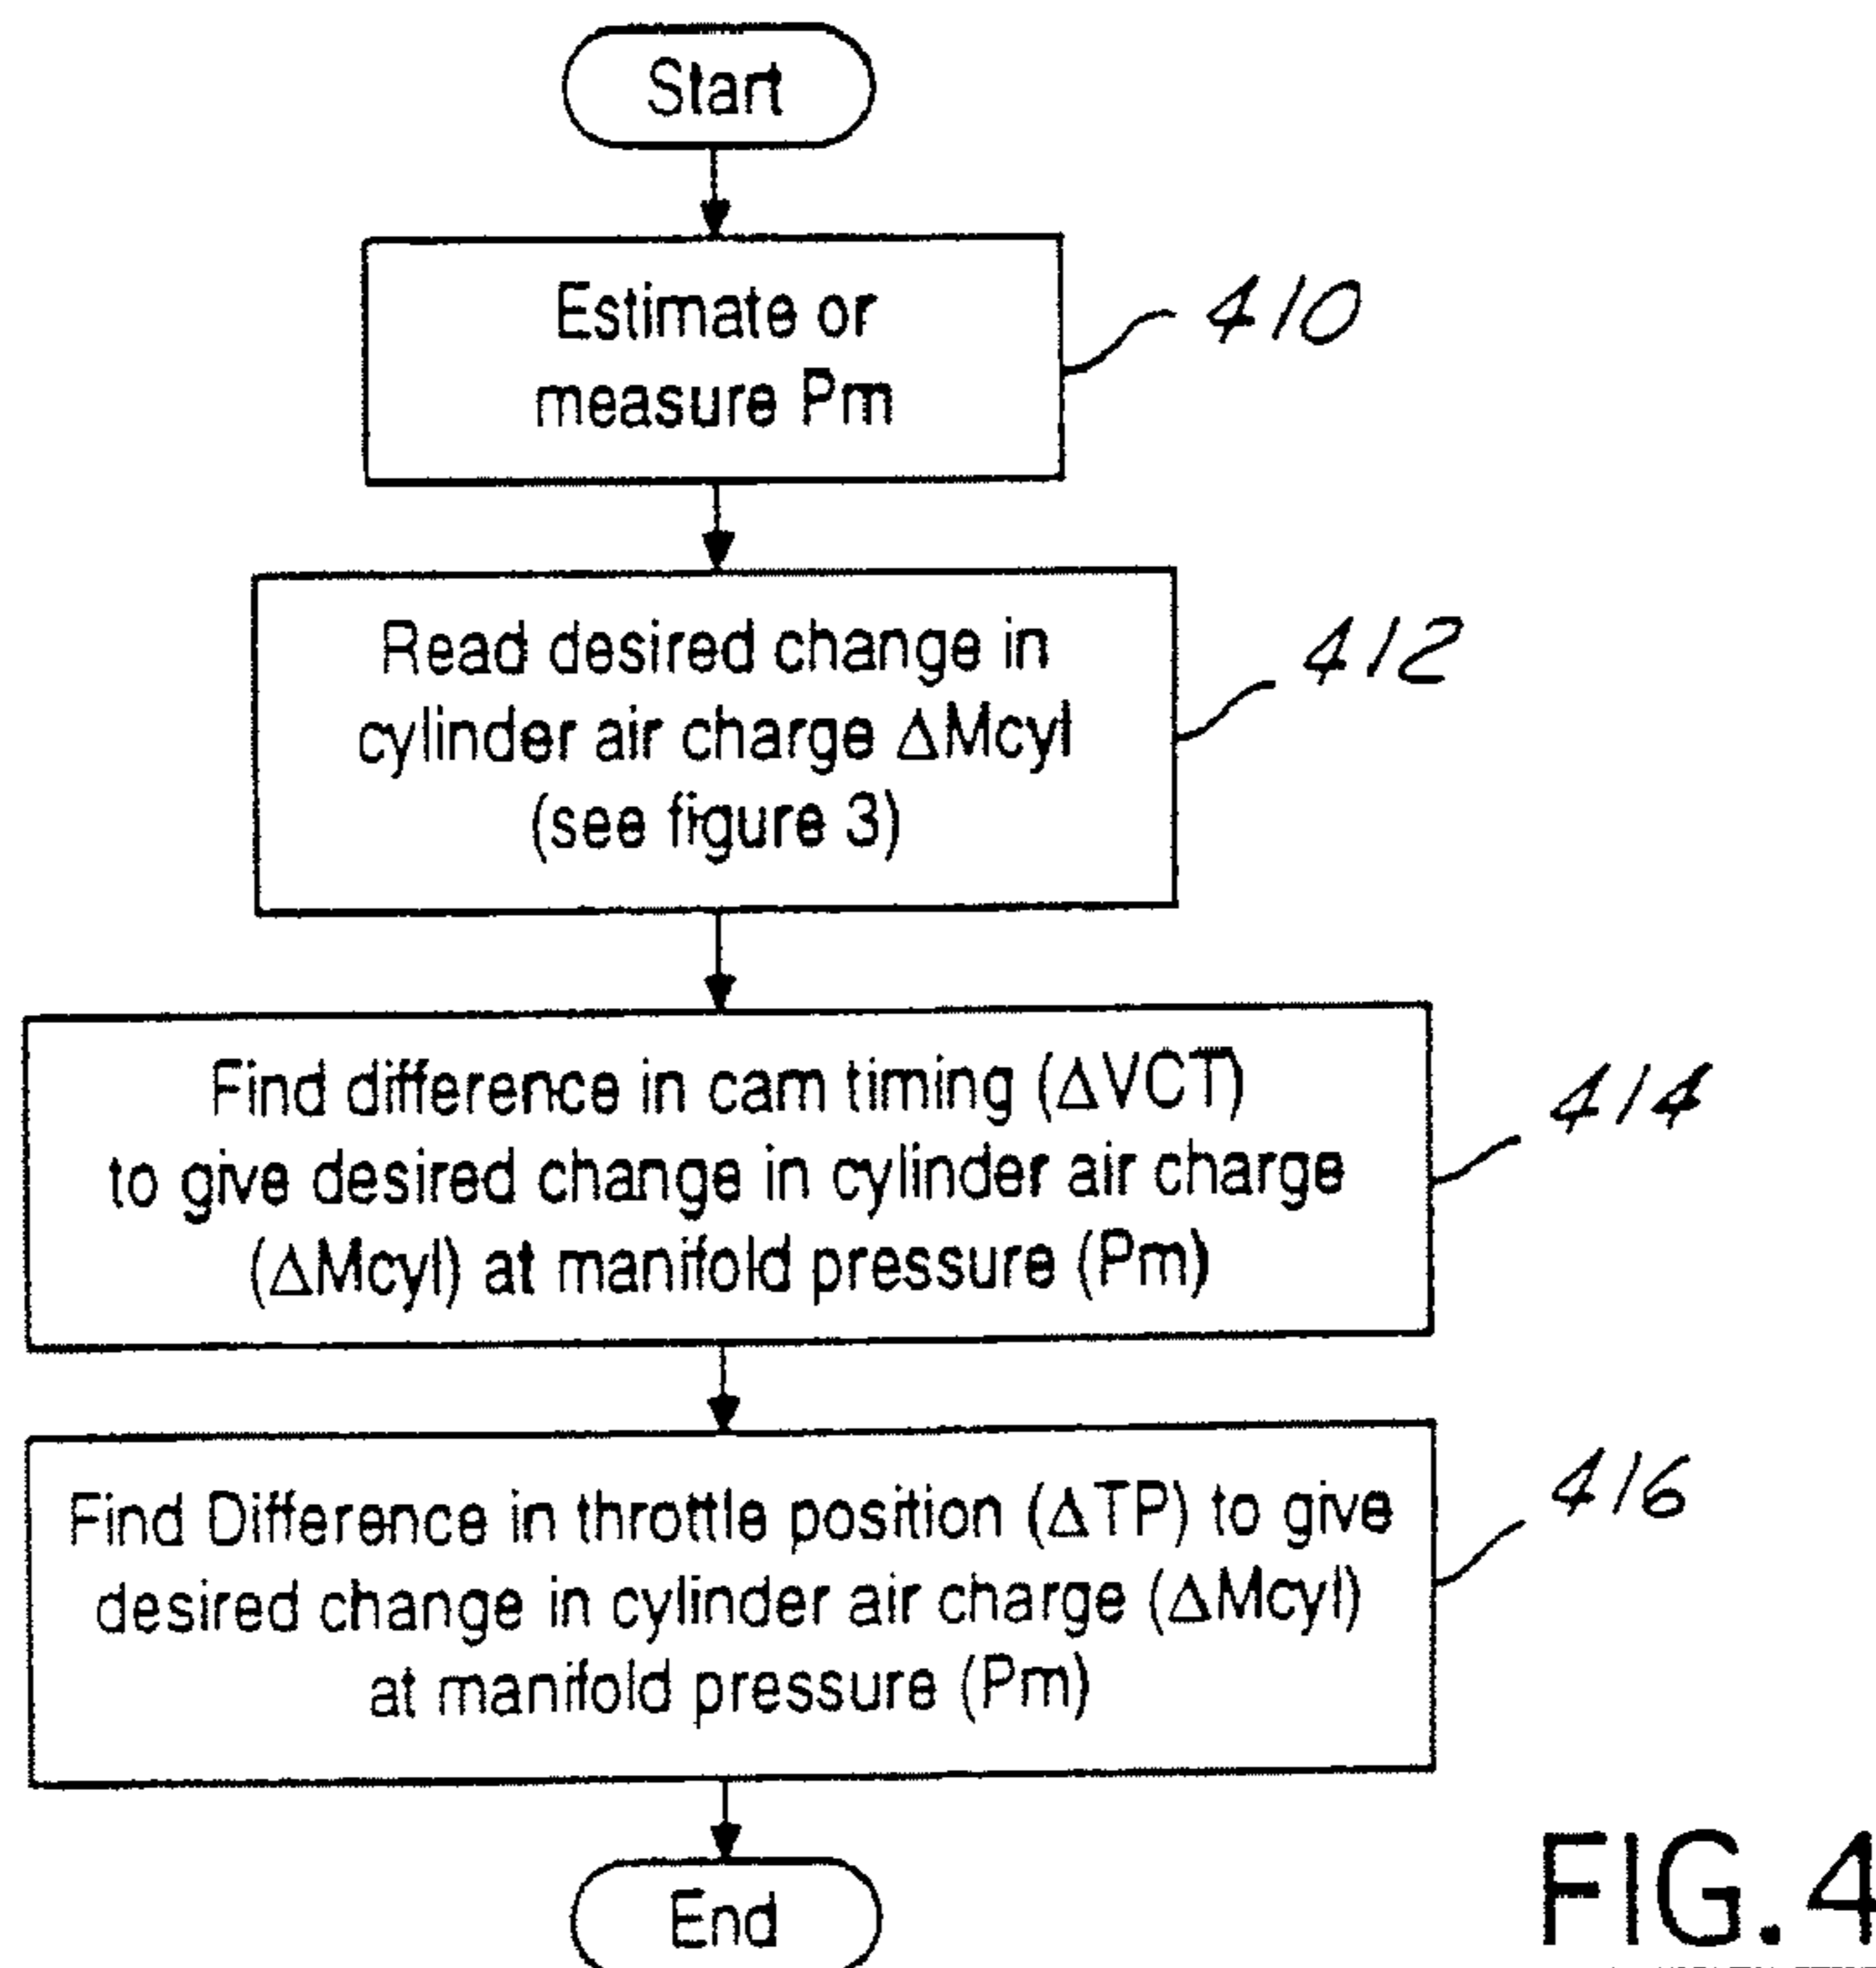 Start
Estimate or
measure Pm
410
Read desired change in
cylinder air charge ΔMcyl
(see figure 3)
412
Find difference in cam timing (ΔVCT)
to give desired change in cylinder air charge
(ΔMcyl) at manifold pressure (Pm)
414
Find Difference in throttle position (ΔTP) to give
desired change in cylinder air charge (ΔMcyl)
at manifold pressure (Pm)
416
End
FIG.4